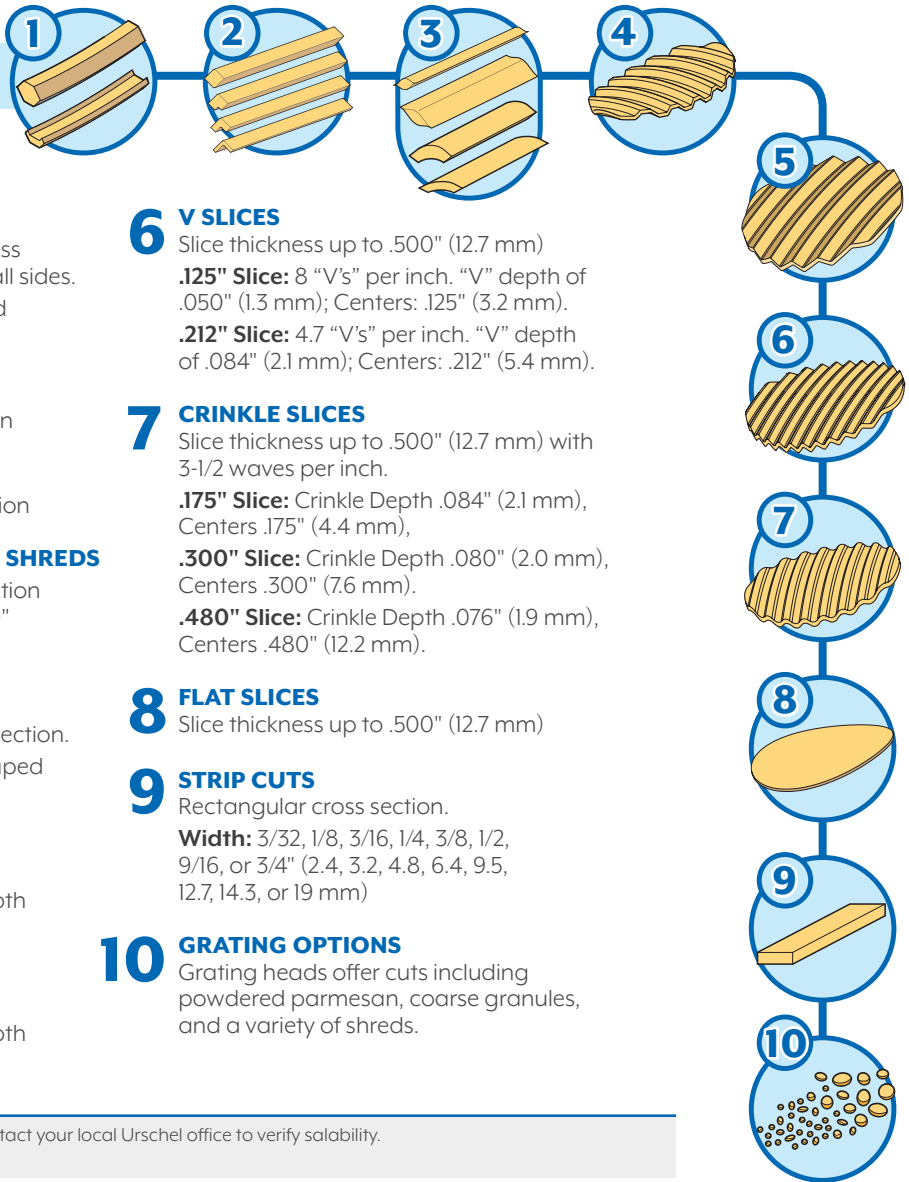 1
2
3
4
5
6
7
8
9
10
all sides.
SHREDS
6 V SLICES
Slice thickness up to .500" (12.7 mm)
.125" Slice: 8 “V’s” per inch. “V” depth of
.050" (1.3 mm); Centers: .125" (3.2 mm).
.212" Slice: 4.7 “V’s” per inch. “V” depth
of .084" (2.1 mm); Centers: .212" (5.4 mm).
7 CRINKLE SLICES
Slice thickness up to .500" (12.7 mm) with
3-1/2 waves per inch.
.175" Slice: Crinkle Depth .084" (2.1 mm),
Centers .175" (4.4 mm),
.300" Slice: Crinkle Depth .080" (2.0 mm),
Centers .300" (7.6 mm).
.480" Slice: Crinkle Depth .076" (1.9 mm),
Centers .480" (12.2 mm).
8 FLAT SLICES
Slice thickness up to .500" (12.7 mm)
9 STRIP CUTS
Rectangular cross section.
Width: 3/32, 1/8, 3/16, 1/4, 3/8, 1/2,
9/16, or 3/4" (2.4, 3.2, 4.8, 6.4, 9.5,
12.7, 14.3, or 19 mm)
10 GRATING OPTIONS
Grating heads offer cuts including
powdered parmesan, coarse granules,
and a variety of shreds.
your local Urschel office to verify salability.